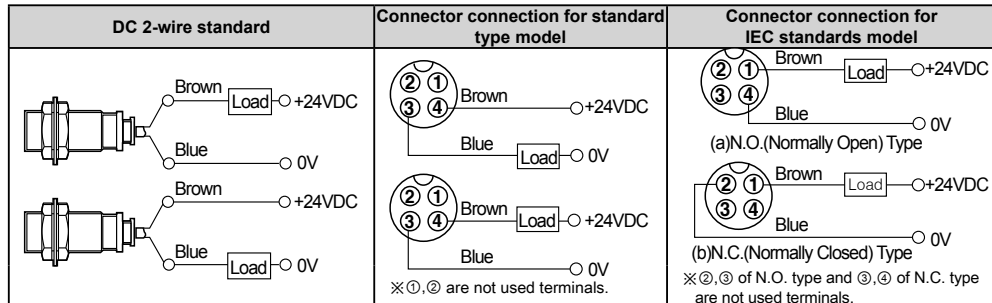 DC 2-wire standard
Connector connection for standard
type model
Connector connection for
IEC standards model
Brown Load +24VDC
Blue 0V
Brown +24VDC
Blue Load 0V
② ①
③ ④ Brown +24VDC
Blue Load 0V
② ①
③ ④ Brown Load +24VDC
Blue 0V
※①,② are not used terminals.
② ① Brown Load +24VDC
③ ④
Blue 0V
(a)N.O.(Normally Open) Type
② ① Brown Load +24VDC
③ ④
Blue 0V
(b)N.C.(Normally Closed) Type
※②,③ of N.O. type and ③,④ of N.C. type
are not used terminals.